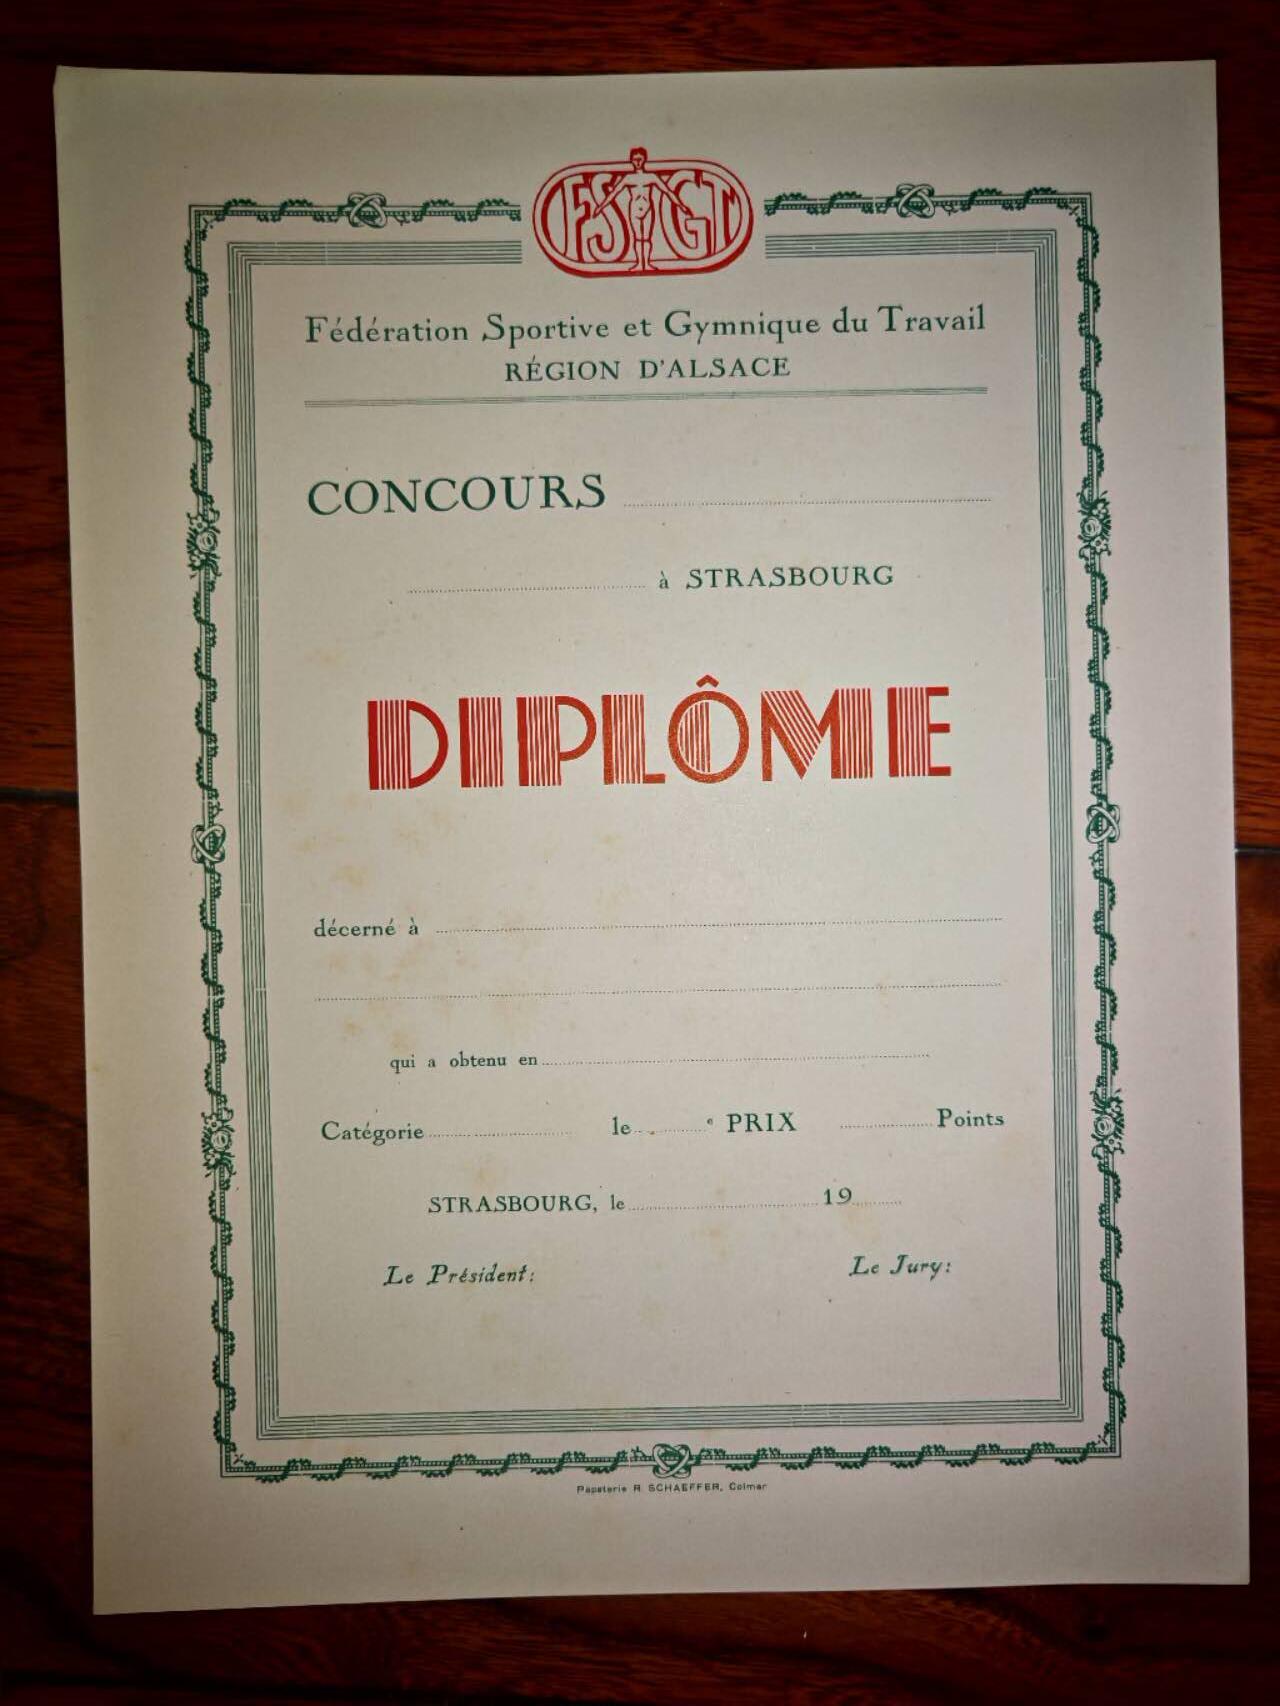 FSGT
Fédération Sportive et Gymnique du Travail
RÉGION D'ALSACE
CONCOURS
à STRASBOURG
DIPLÔME
décerné à
qui a obtenu en
Catégorie le e PRIX Points
STRASBOURG, le 19
Le Président: Le Jury:
Papeterie R. SCHAEFFER, Colmar